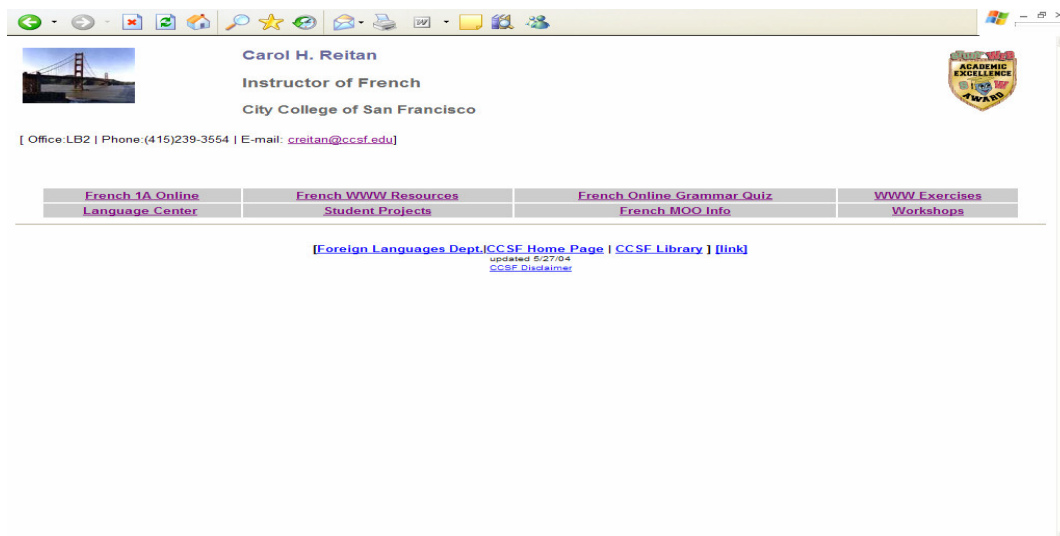 Carol H. Reitan
Instructor of French
City College of San Francisco
ACADEMIC
EXCELLENCE
AWARD
[ Office:LB2 | Phone:(415)239-3554 | E-mail: creitan@ccsf.edu]
French 1A Online French WWW Resources French Online Grammar Quiz WWW Exercises
Language Center Student Projects French MOO Info Workshops
[Foreign Languages Dept.|CCSF Home Page | CCSF Library ] [link]
updated 5/27/04
CCSF Disclaimer